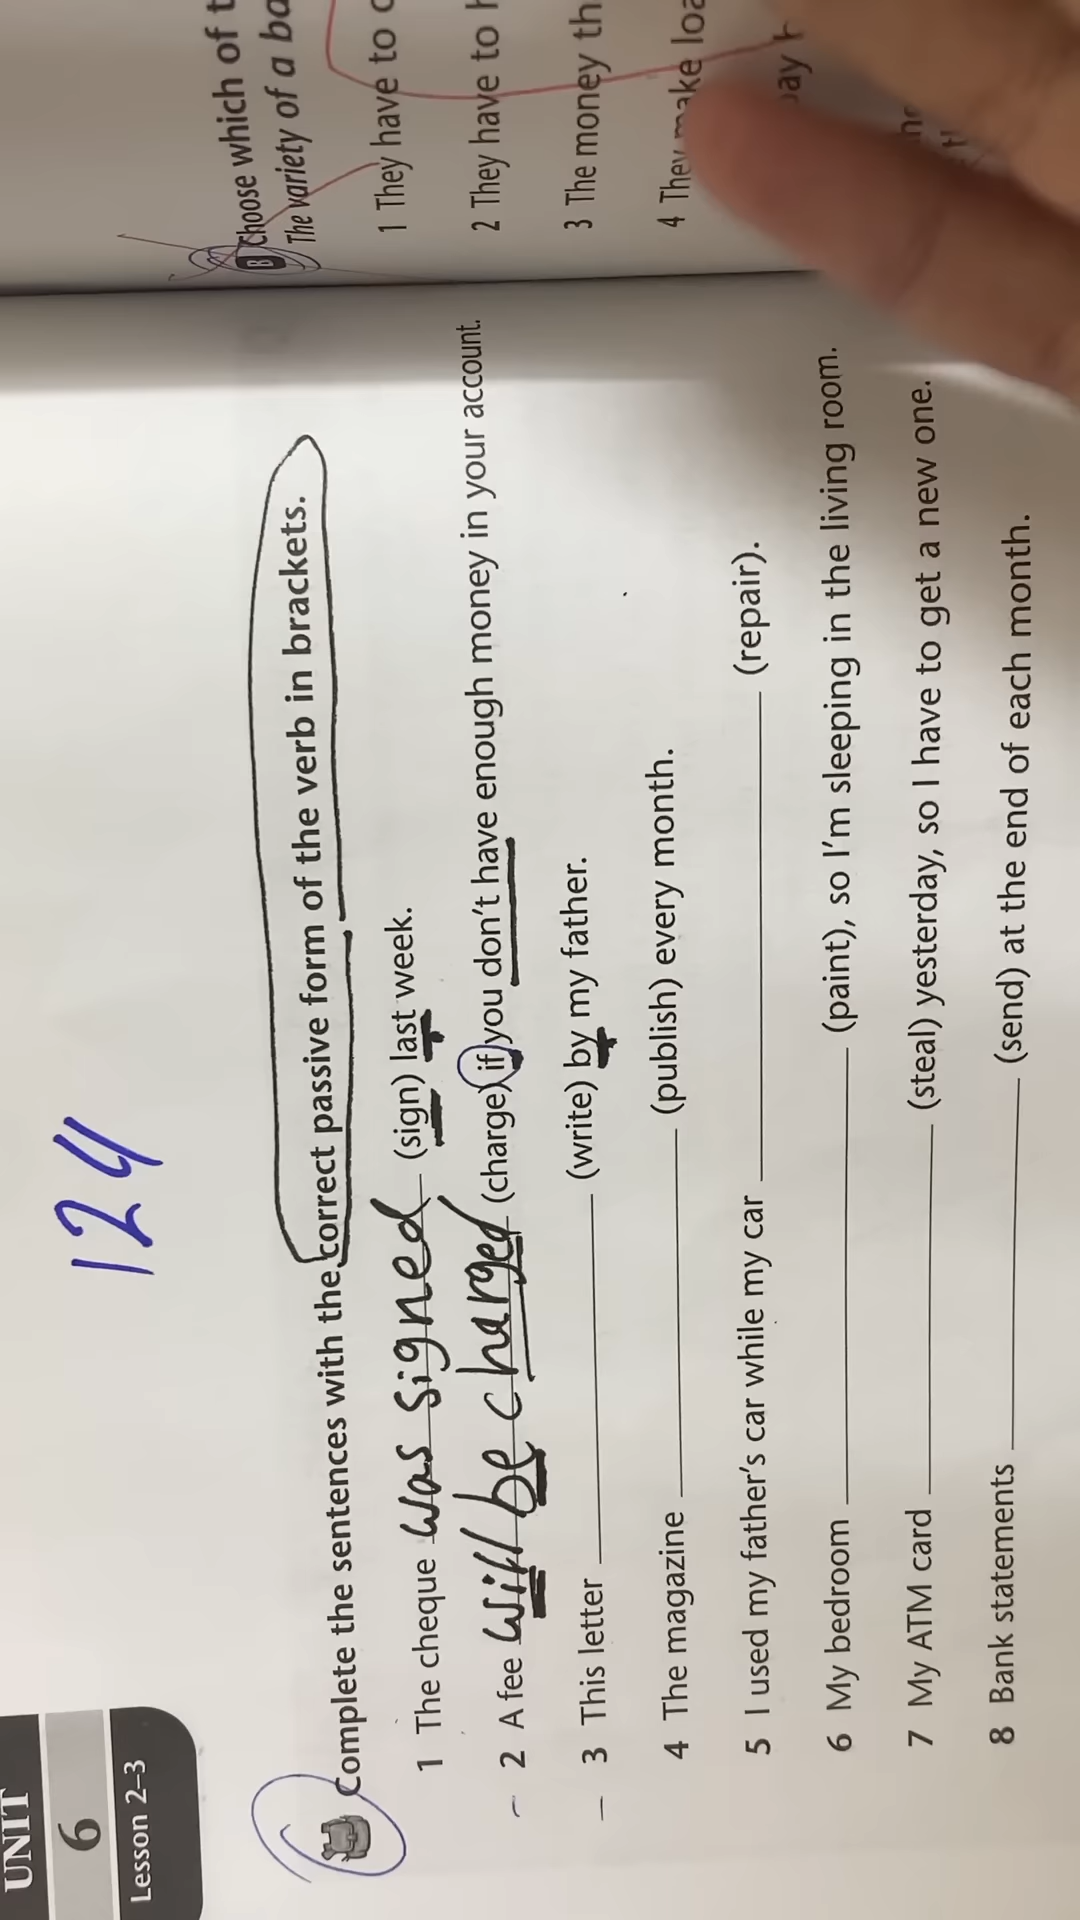 B Choose which of t
The variety of a ba
1 They have to c
2 They have to h
3 The money th
4 They make loa
pay h
UNIT
6
Lesson 2–3
124
Complete the sentences with the correct passive form of the verb in brackets.
1 The cheque was signed (sign) last week.
2 A fee will be charged (charge) if you don't have enough money in your account.
3 This letter (write) by my father.
4 The magazine (publish) every month.
5 I used my father's car while my car (repair).
6 My bedroom (paint), so I'm sleeping in the living room.
7 My ATM card (steal) yesterday, so I have to get a new one.
8 Bank statements (send) at the end of each month.